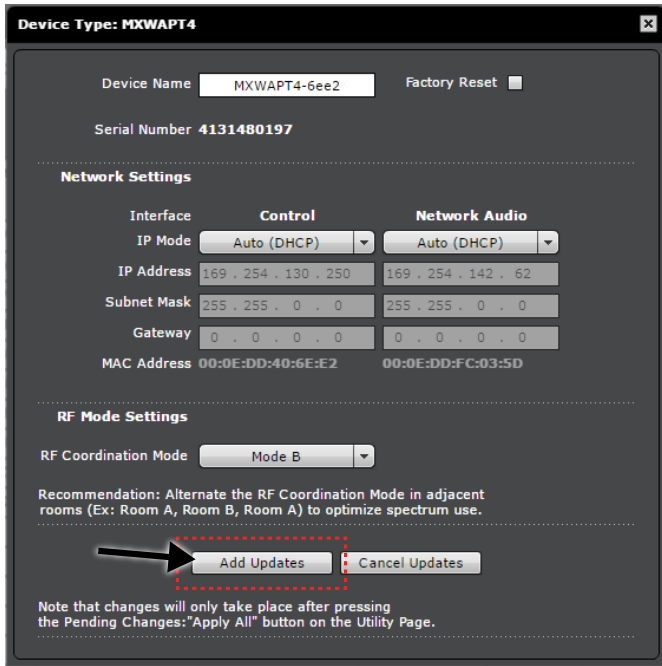 Device Type: MXWAPT4
Device Name MXWAPT4-6ee2 Factory Reset
Serial Number 4131480197
Network Settings
Interface Control Network Audio
IP Mode Auto (DHCP) Auto (DHCP)
IP Address 169 . 254 . 130 . 250 169 . 254 . 142 . 62
Subnet Mask 255 . 255 . 0 . 0 255 . 255 . 0 . 0
Gateway 0 . 0 . 0 . 0 0 . 0 . 0 . 0
MAC Address 00:0E:DD:40:6E:E2 00:0E:DD:FC:03:5D
RF Mode Settings
RF Coordination Mode Mode B
Recommendation: Alternate the RF Coordination Mode in adjacent
rooms (Ex: Room A, Room B, Room A) to optimize spectrum use.
Add Updates Cancel Updates
Note that changes will only take place after pressing
the Pending Changes:"Apply All" button on the Utility Page.